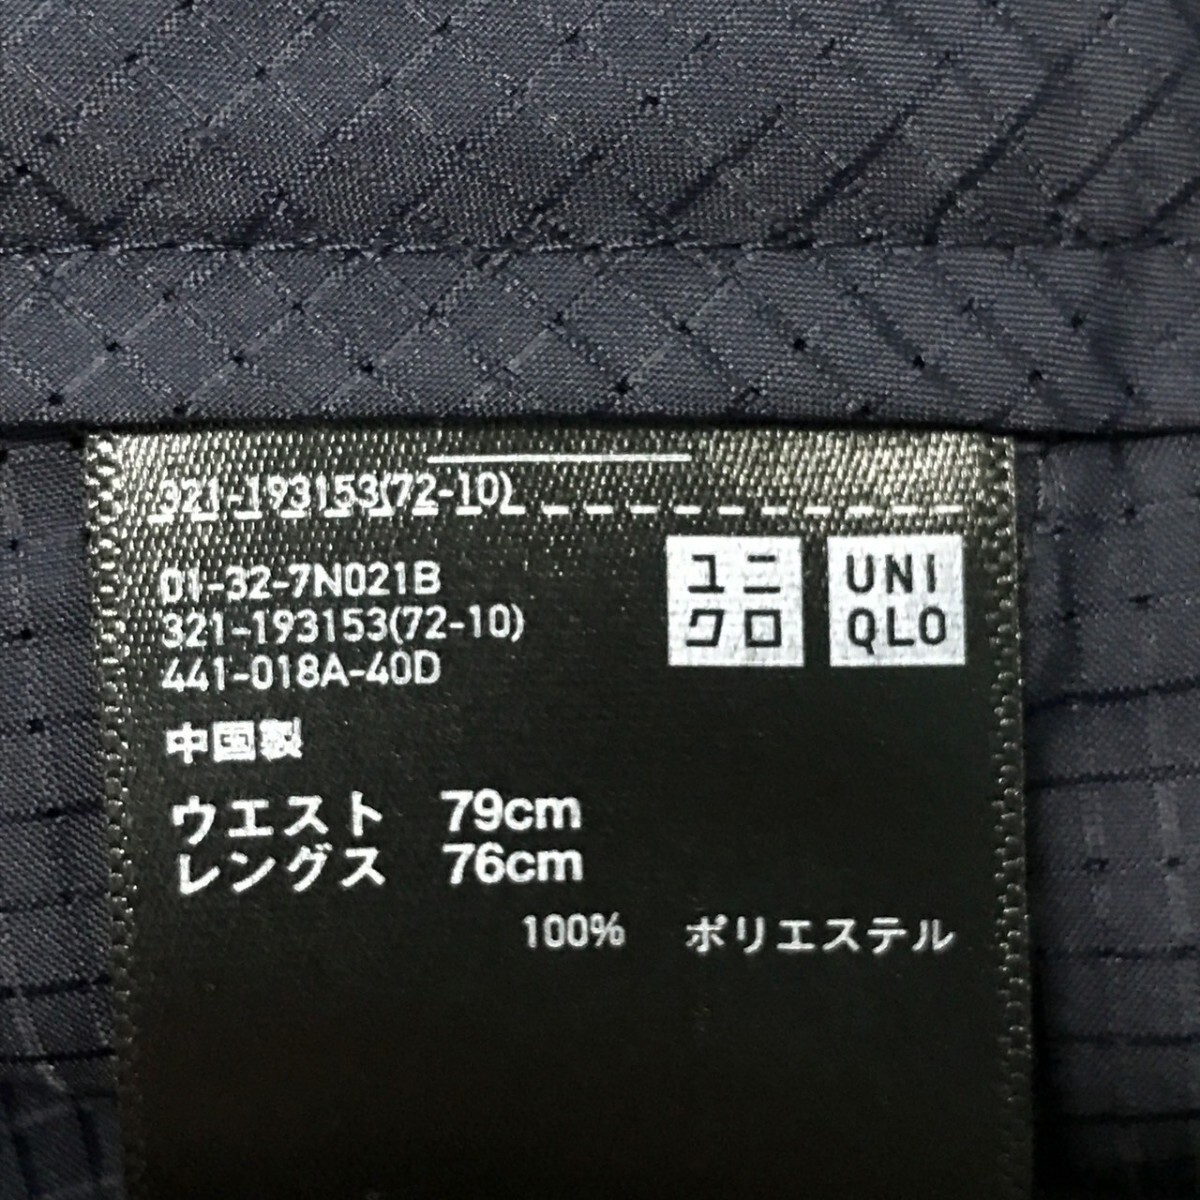 321-193153(72-10)
01-32-7N021B
321-193153(72-10)
441-018A-40D
ユニ
クロ
UNI
QLO
中国製
ウエスト 79cm
レングス 76cm
100% ポリエステル